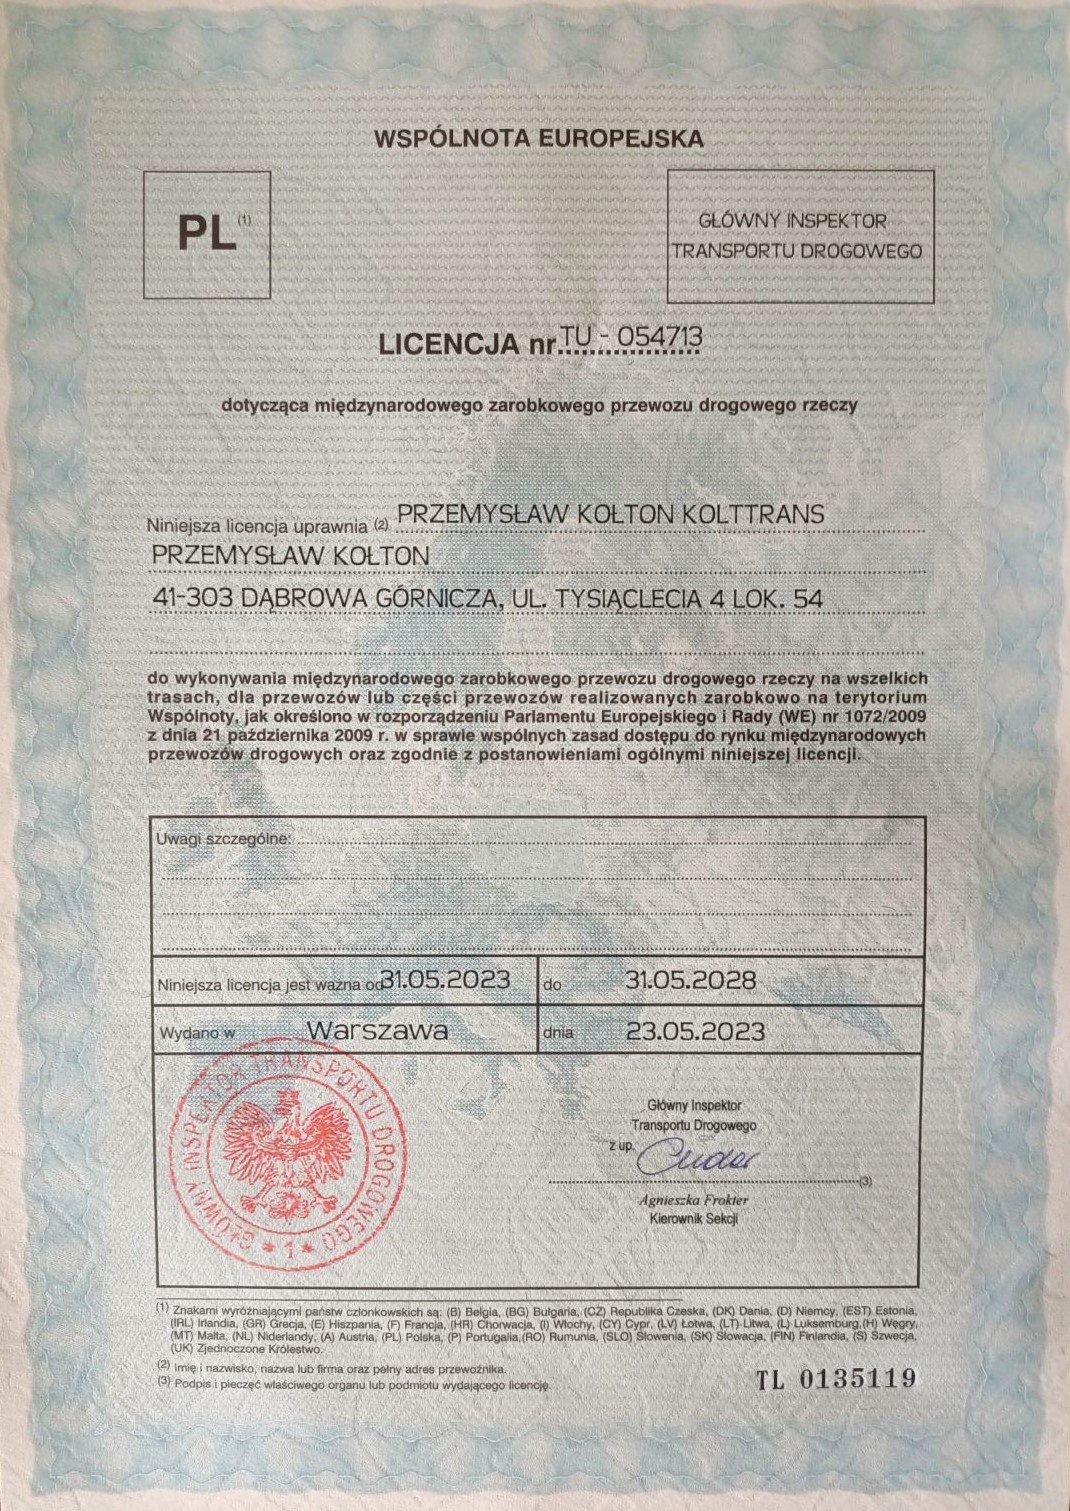 WSPÓLNOTA EUROPEJSKA
PL (1)
GŁÓWNY INSPEKTOR
TRANSPORTU DROGOWEGO
LICENCJA nr TU - 054713
dotycząca międzynarodowego zarobkowego przewozu drogowego rzeczy
Niniejsza licencja uprawnia (2) PRZEMYSŁAW KOŁTON KOLTTRANS
PRZEMYSŁAW KOŁTON
41-303 DĄBROWA GÓRNICZA, UL. TYSIĄCLECIA 4 LOK. 54
do wykonywania międzynarodowego zarobkowego przewozu drogowego rzeczy na wszelkich
trasach, dla przewozów lub części przewozów realizowanych zarobkowo na terytorium
Wspólnoty, jak określono w rozporządzeniu Parlamentu Europejskiego i Rady (WE) nr 1072/2009
z dnia 21 października 2009 r. w sprawie wspólnych zasad dostępu do rynku międzynarodowych
przewozów drogowych oraz zgodnie z postanowieniami ogólnymi niniejszej licencji.
Uwagi szczególne:
Niniejsza licencja jest ważna od 31.05.2023 do 31.05.2028
Wydano w Warszawa dnia 23.05.2023
GŁÓWNY INSPEKTOR TRANSPORTU DROGOWEGO * 1 *
Główny Inspektor
Transportu Drogowego
z up.
(3)
Agnieszka Frokier
Kierownik Sekcji
(1) Znakami wyróżniającymi państw członkowskich są: (B) Belgia, (BG) Bułgaria, (CZ) Republika Czeska, (DK) Dania, (D) Niemcy, (EST) Estonia,
(IRL) Irlandia, (GR) Grecja, (E) Hiszpania, (F) Francja, (HR) Chorwacja, (I) Włochy, (CY) Cypr, (LV) Łotwa, (LT) Litwa, (L) Luksemburg,(H) Węgry,
(MT) Malta, (NL) Niderlandy, (A) Austria, (PL) Polska, (P) Portugalia,(RO) Rumunia, (SLO) Słowenia, (SK) Słowacja, (FIN) Finlandia, (S) Szwecja,
(UK) Zjednoczone Królestwo.
(2) Imię i nazwisko, nazwa lub firma oraz pełny adres przewoźnika.
(3) Podpis i pieczęć właściwego organu lub podmiotu wydającego licencję.
TL 0135119